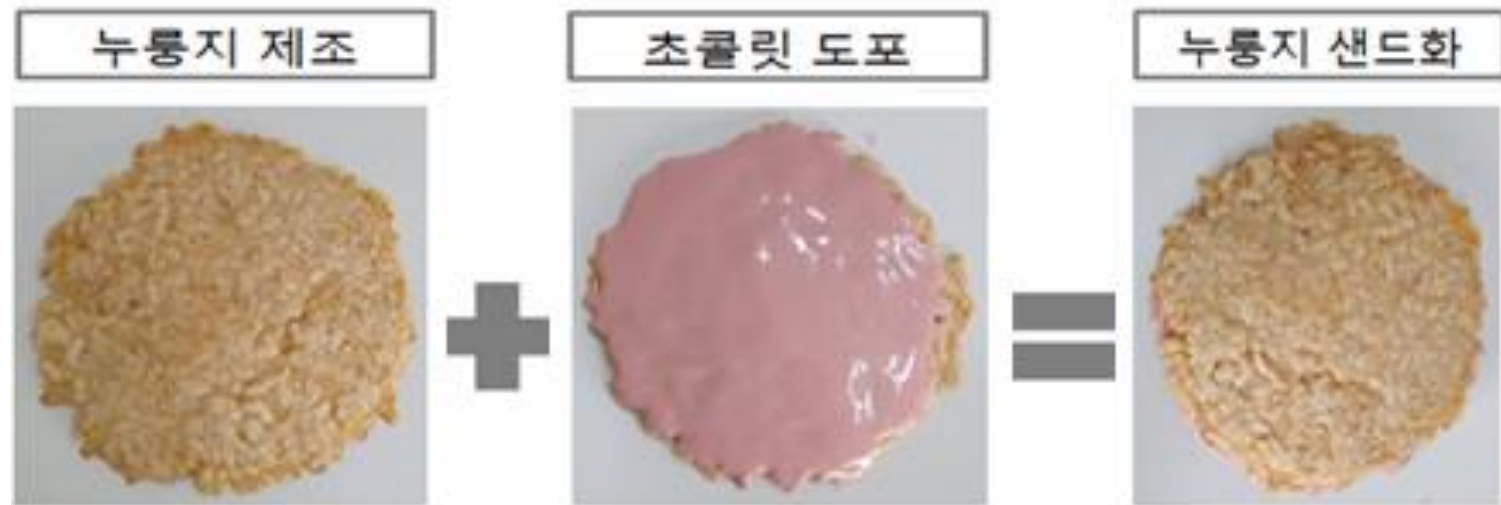 누룽지 제조
초콜릿 도포
누룽지 샌드화